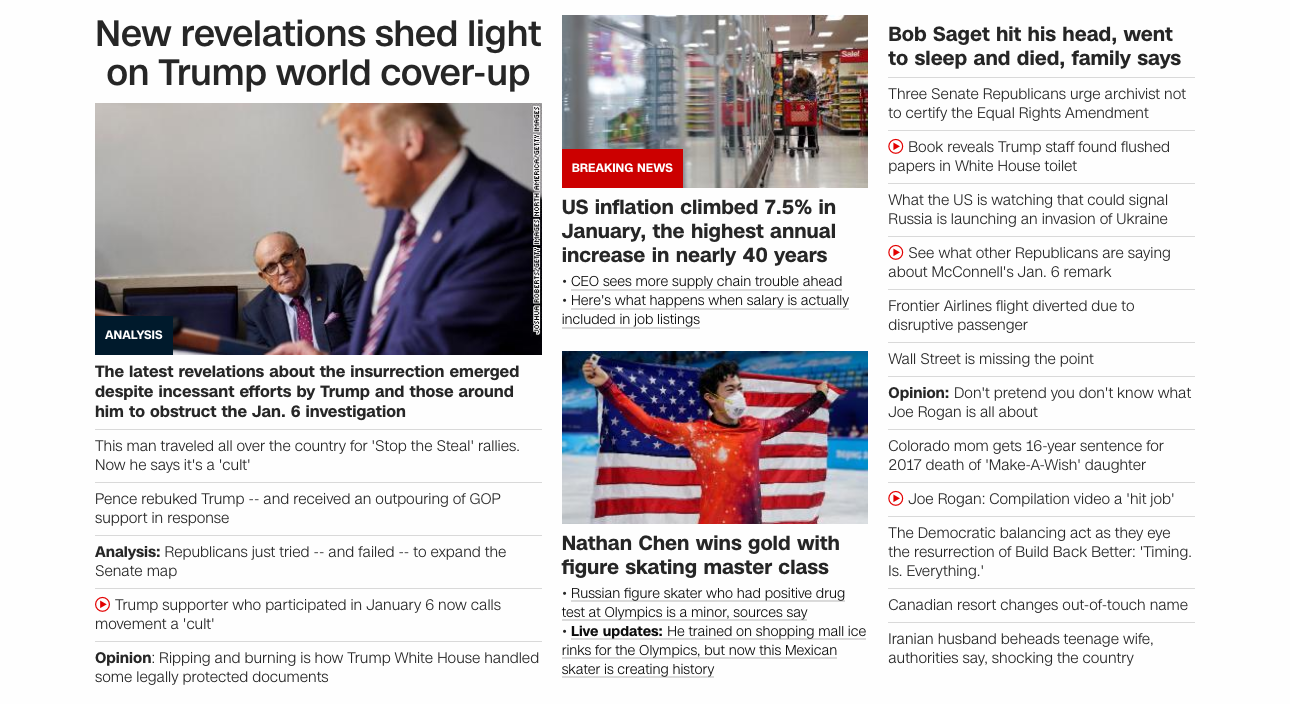 New revelations shed light
on Trump world cover-up
JOSHUA ROBERTS/GETTY IMAGES NORTH AMERICA/GETTY IMAGES
ANALYSIS
The latest revelations about the insurrection emerged
despite incessant efforts by Trump and those around
him to obstruct the Jan. 6 investigation
This man traveled all over the country for 'Stop the Steal' rallies.
Now he says it's a 'cult'
Pence rebuked Trump -- and received an outpouring of GOP
support in response
Analysis: Republicans just tried -- and failed -- to expand the
Senate map
Trump supporter who participated in January 6 now calls
movement a 'cult'
Opinion: Ripping and burning is how Trump White House handled
some legally protected documents
Sale!
BREAKING NEWS
US inflation climbed 7.5% in
January, the highest annual
increase in nearly 40 years
• CEO sees more supply chain trouble ahead
• Here's what happens when salary is actually
included in job listings
Nathan Chen wins gold with
figure skating master class
• Russian figure skater who had positive drug
test at Olympics is a minor, sources say
• Live updates: He trained on shopping mall ice
rinks for the Olympics, but now this Mexican
skater is creating history
Bob Saget hit his head, went
to sleep and died, family says
Three Senate Republicans urge archivist not
to certify the Equal Rights Amendment
Book reveals Trump staff found flushed
papers in White House toilet
What the US is watching that could signal
Russia is launching an invasion of Ukraine
See what other Republicans are saying
about McConnell's Jan. 6 remark
Frontier Airlines flight diverted due to
disruptive passenger
Wall Street is missing the point
Opinion: Don't pretend you don't know what
Joe Rogan is all about
Colorado mom gets 16-year sentence for
2017 death of 'Make-A-Wish' daughter
Joe Rogan: Compilation video a 'hit job'
The Democratic balancing act as they eye
the resurrection of Build Back Better: 'Timing.
Is. Everything.'
Canadian resort changes out-of-touch name
Iranian husband beheads teenage wife,
authorities say, shocking the country